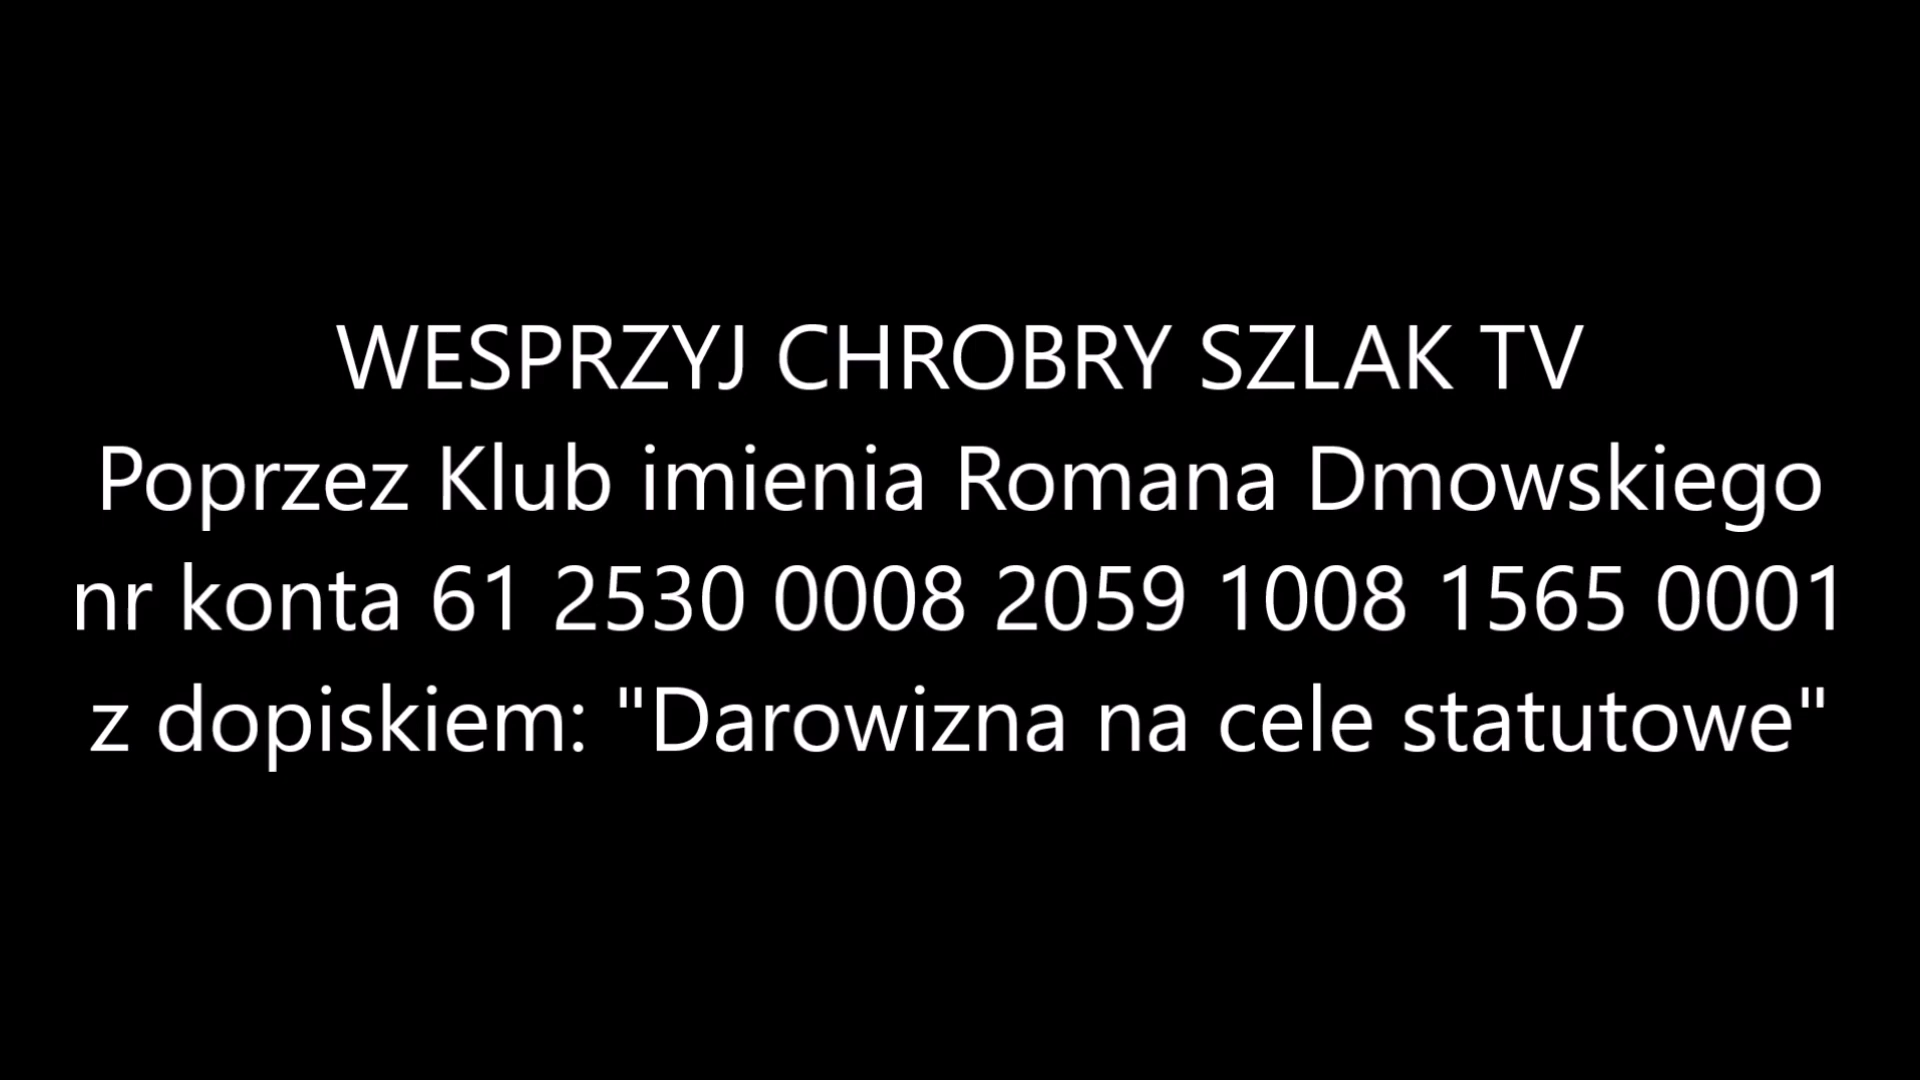 WESPRZYJ CHROBRY SZLAK TV
Poprzez Klub imienia Romana Dmowskiego
nr konta 61 2530 0008 2059 1008 1565 0001
z dopiskiem: "Darowizna na cele statutowe"